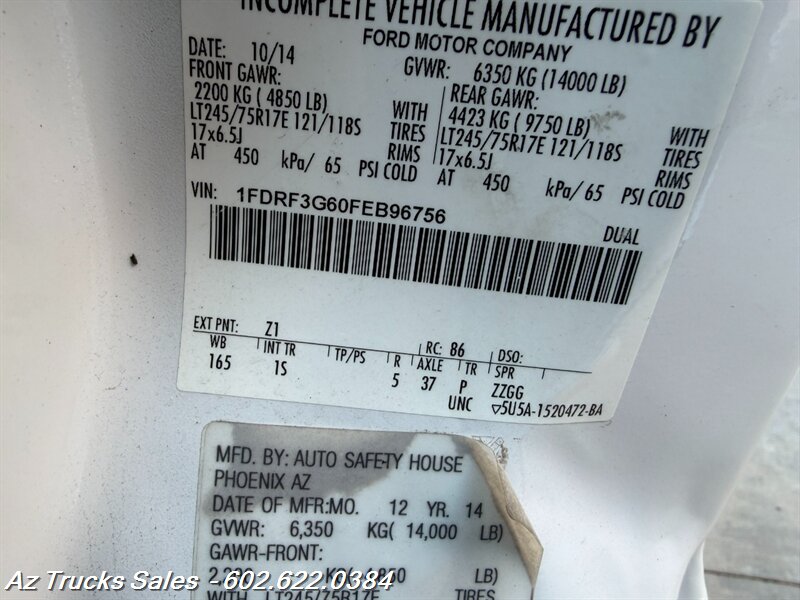 INCOMPLETE VEHICLE MANUFACTURED BY
FORD MOTOR COMPANY
DATE: 10/14 GVWR: 6350 KG (14000 LB)
FRONT GAWR: REAR GAWR:
2200 KG ( 4850 LB) WITH 4423 KG ( 9750 LB) WITH
LT245/75R17E 121/118S TIRES LT245/75R17E 121/118S TIRES
17x6.5J RIMS 17x6.5J RIMS
AT 450 kPa/ 65 PSI COLD AT 450 kPa/ 65 PSI COLD
VIN: 1FDRF3G60FEB96756
DUAL
EXT PNT: Z1 RC: 86 DSO:
WB INT TR TP/PS R AXLE TR SPR
165 1S 5 37 P ZZGG
UNC ▽5U5A-1520472-BA
MFD. BY: AUTO SAFETY HOUSE
PHOENIX AZ
DATE OF MFR:MO. 12 YR. 14
GVWR: 6,350 KG( 14,000 LB)
GAWR-FRONT:
LB)
WITH LT245/75R17E TIRES
Az Trucks Sales - 602.622.0384